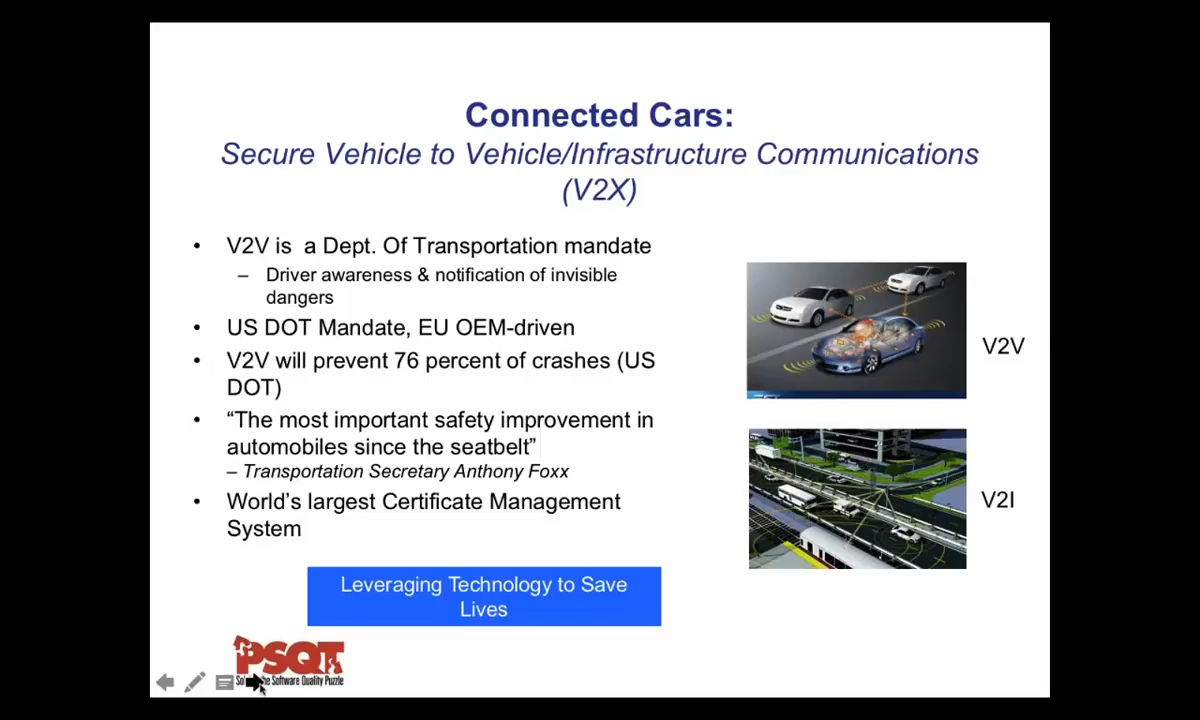 Connected Cars:
Secure Vehicle to Vehicle/Infrastructure Communications
(V2X)
• V2V is a Dept. Of Transportation mandate
– Driver awareness & notification of invisible
dangers
• US DOT Mandate, EU OEM-driven
• V2V will prevent 76 percent of crashes (US
DOT)
• “The most important safety improvement in
automobiles since the seatbelt”
– Transportation Secretary Anthony Foxx
• World’s largest Certificate Management
System
V2V
V2I
Leveraging Technology to Save
Lives
PSQT
Software Quality Puzzle